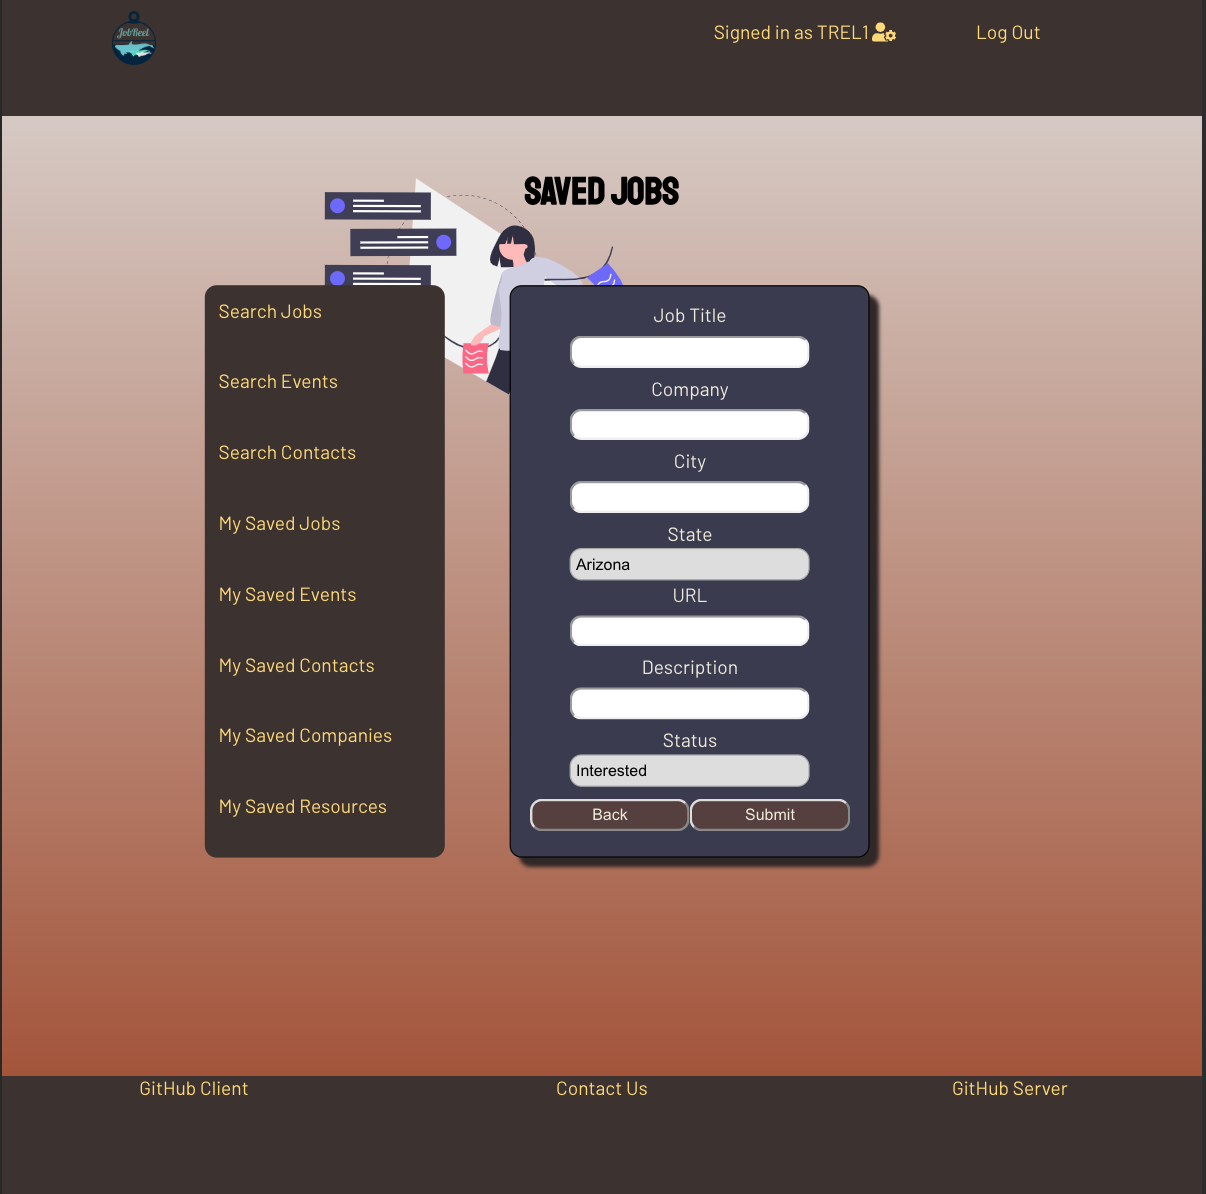 JobReel
Signed in as TREL1
Log Out
SAVED JOBS
Search Jobs
Search Events
Search Contacts
My Saved Jobs
My Saved Events
My Saved Contacts
My Saved Companies
My Saved Resources
Job Title
Company
City
State
Arizona
URL
Description
Status
Interested
Back
Submit
GitHub Client
Contact Us
GitHub Server